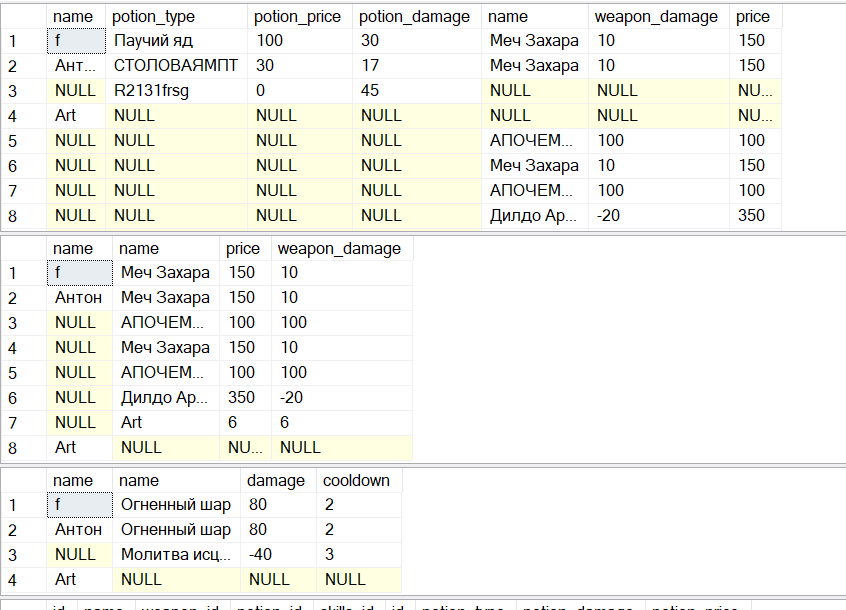 name potion_type potion_price potion_damage name weapon_damage price
1 f Паучий яд 100 30 Меч Захара 10 150
2 Ант... СТОЛОВАЯМПТ 30 17 Меч Захара 10 150
3 NULL R2131frsg 0 45 NULL NULL NU...
4 Art NULL NULL NULL NULL NULL NU...
5 NULL NULL NULL NULL АПОЧЕМ... 100 100
6 NULL NULL NULL NULL Меч Захара 10 150
7 NULL NULL NULL NULL АПОЧЕМ... 100 100
8 NULL NULL NULL NULL Дилдо Ар... -20 350
name name price weapon_damage
1 f Меч Захара 150 10
2 Антон Меч Захара 150 10
3 NULL АПОЧЕМ... 100 100
4 NULL Меч Захара 150 10
5 NULL АПОЧЕМ... 100 100
6 NULL Дилдо Ар... 350 -20
7 NULL Art 6 6
8 Art NULL NU... NULL
name name damage cooldown
1 f Огненный шар 80 2
2 Антон Огненный шар 80 2
3 NULL Молитва исц... -40 3
4 Art NULL NULL NULL
id name weapon_id potion_id skills_id id potion_type potion_damage potion_price